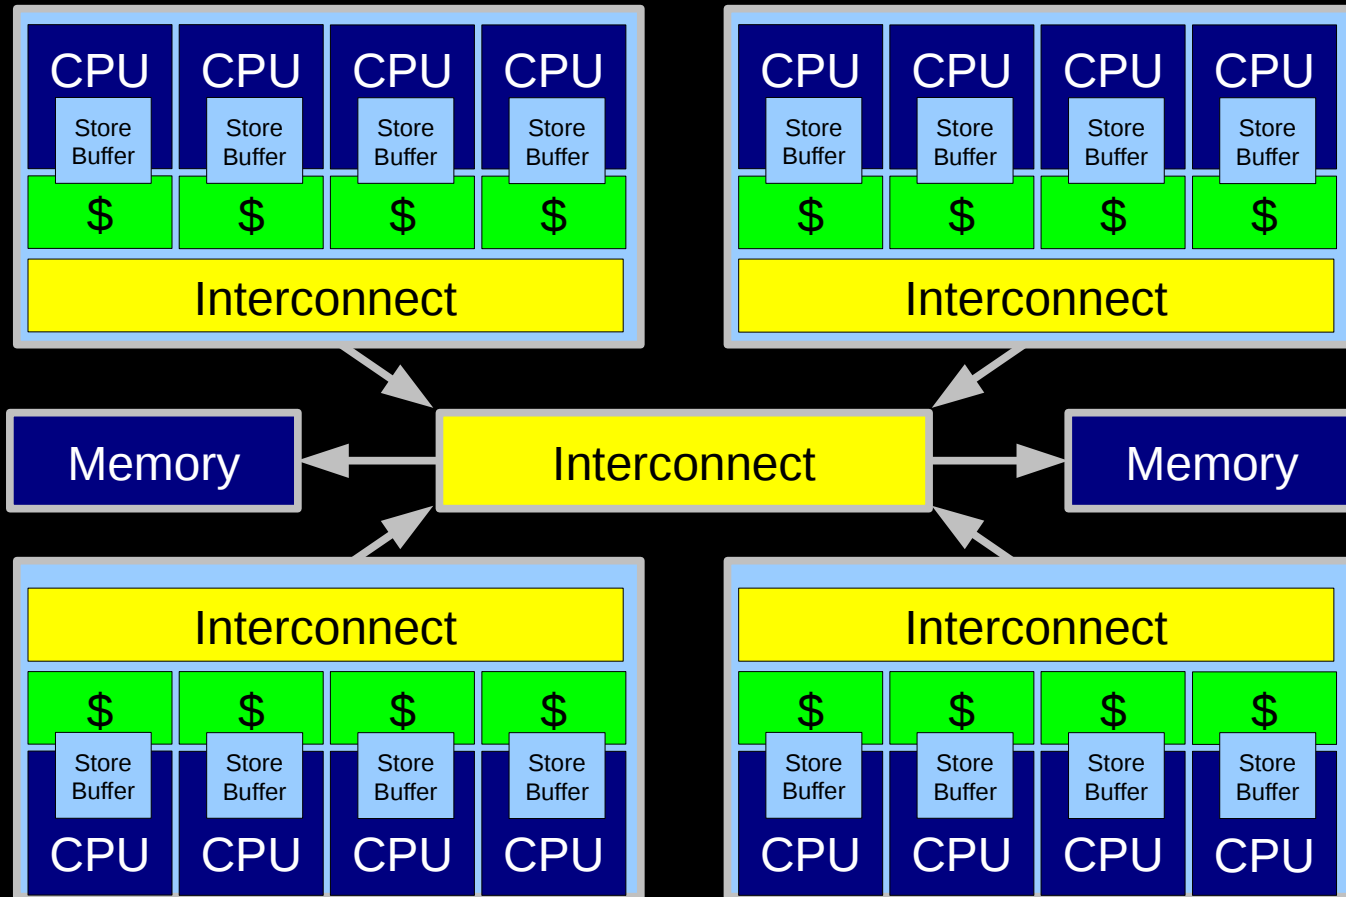 CPU CPU CPU CPU CPU CPU CPU CPU
Store Store Store Store Store Store Store Store
Buffer Buffer Buffer Buffer Buffer Buffer Buffer Buffer
$ $ $ $ $ $ $ $
Interconnect Interconnect
Memory Interconnect Memory
Interconnect Interconnect
$ $ $ $ $ $ $ $
Store Store Store Store Store Store Store Store
Buffer Buffer Buffer Buffer Buffer Buffer Buffer Buffer
CPU CPU CPU CPU CPU CPU CPU CPU